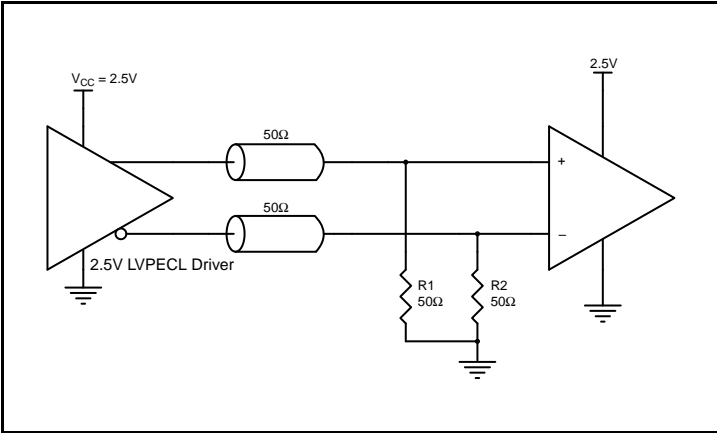 2.5V
V_CC = 2.5V
50Ω
+
50Ω
−
2.5V LVPECL Driver
R1
50Ω
R2
50Ω